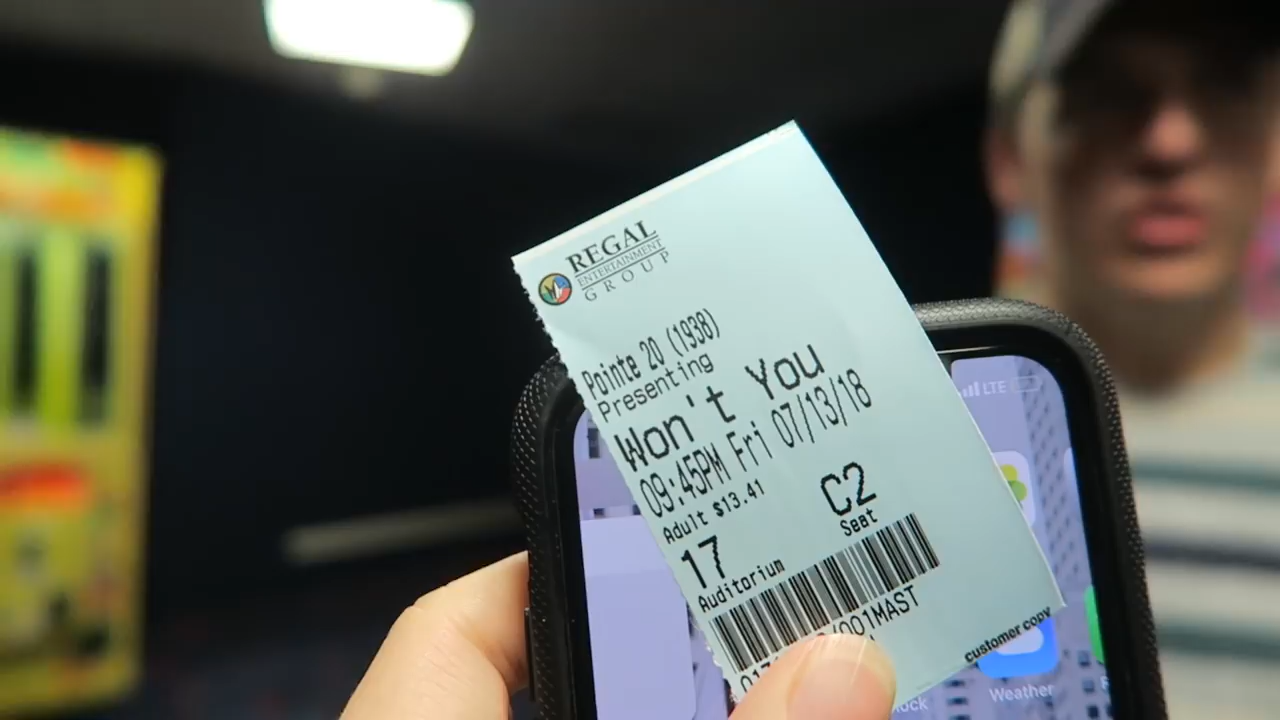 REGAL
ENTERTAINMENT
GROUP
Pointe 20 (1938)
Presenting
Won't You
09:45PM Fri 07/13/18
Adult $13.41
C2
Seat
17
Auditorium
001MAST
customer copy
LTE
Weather